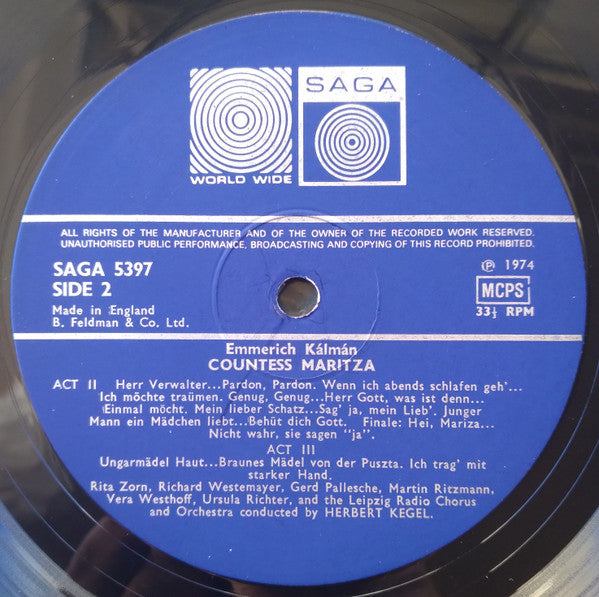 SAGA
WORLD WIDE
ALL RIGHTS OF THE MANUFACTURER AND OF THE OWNER OF THE RECORDED WORK RESERVED.
UNAUTHORISED PUBLIC PERFORMANCE, BROADCASTING AND COPYING OF THIS RECORD PROHIBITED.
SAGA 5397
SIDE 2
Made in England
B. Feldman & Co. Ltd.
℗ 1974
MCPS
33⅓ RPM
Emmerich Kálmán
COUNTESS MARITZA
ACT II Herr Verwalter...Pardon, Pardon. Wenn ich abends schlafen geh'...
Ich möchte träumen. Genug, Genug...Herr Gott, was ist denn...
Einmal möcht. Mein lieber Schatz...Sag' ja, mein Lieb'. Junger
Mann ein Mädchen liebt...Behüt dich Gott. Finale: Hei, Mariza...
Nicht wahr, sie sagen "ja".
ACT III
Ungarmädel Haut...Braunes Mädel von der Puszta. Ich trag' mit
starker Hand.
Rita Zorn, Richard Westemayer, Gerd Pallesche, Martin Ritzmann,
Vera Westhoff, Ursula Richter, and the Leipzig Radio Chorus
and Orchestra conducted by HERBERT KEGEL.